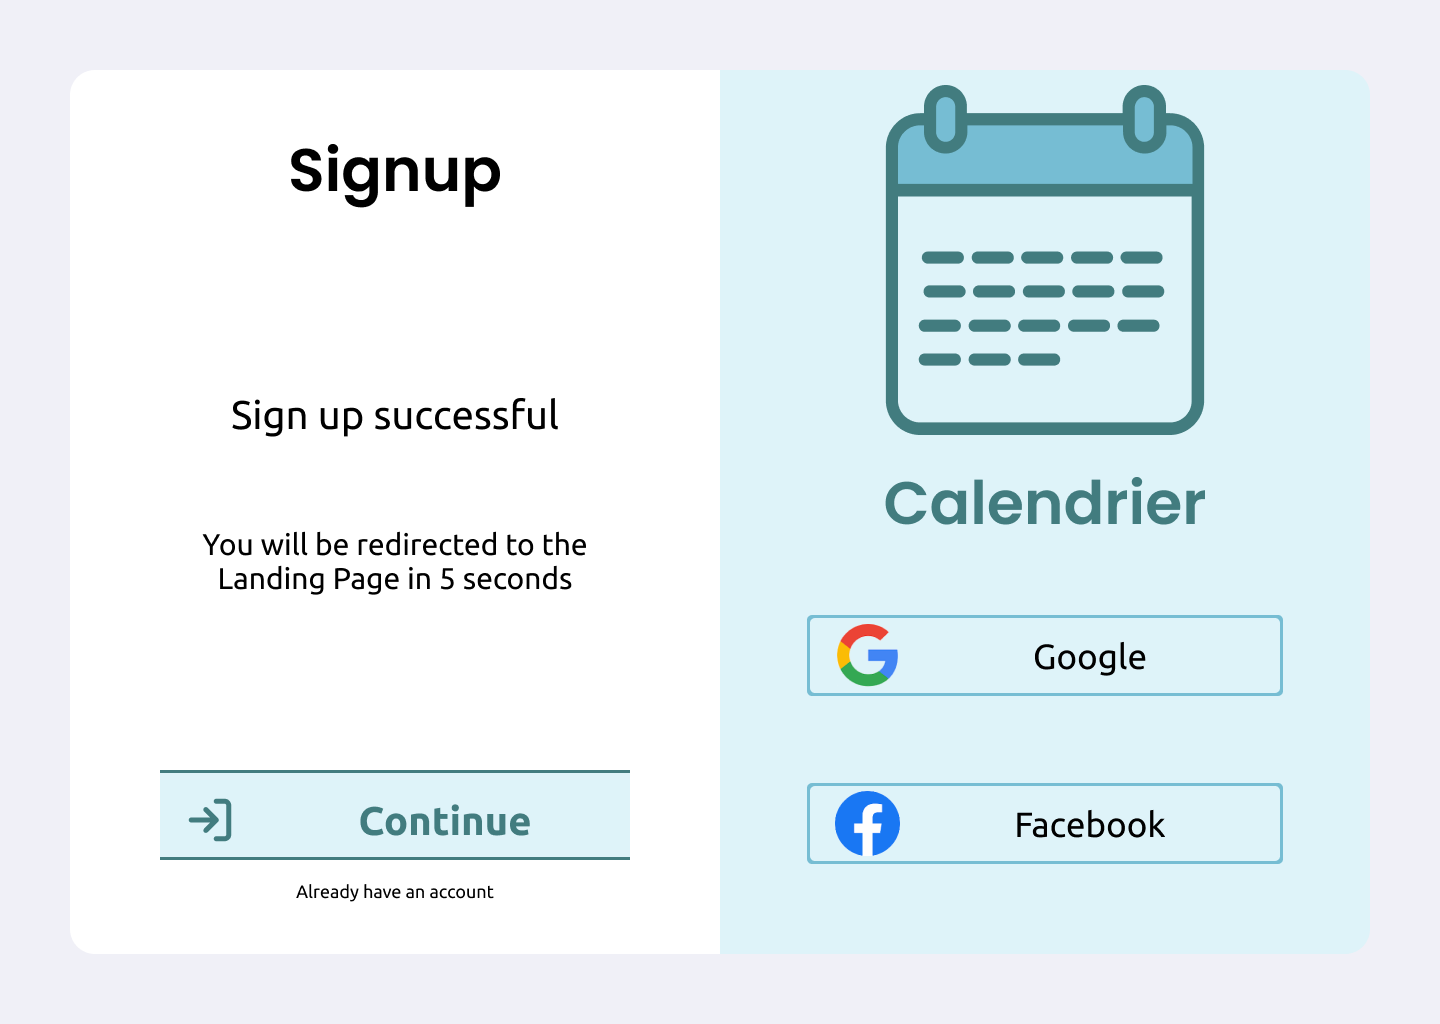 Signup
Sign up successful
You will be redirected to the
Landing Page in 5 seconds
Continue
Already have an account
Calendrier
Google
Facebook